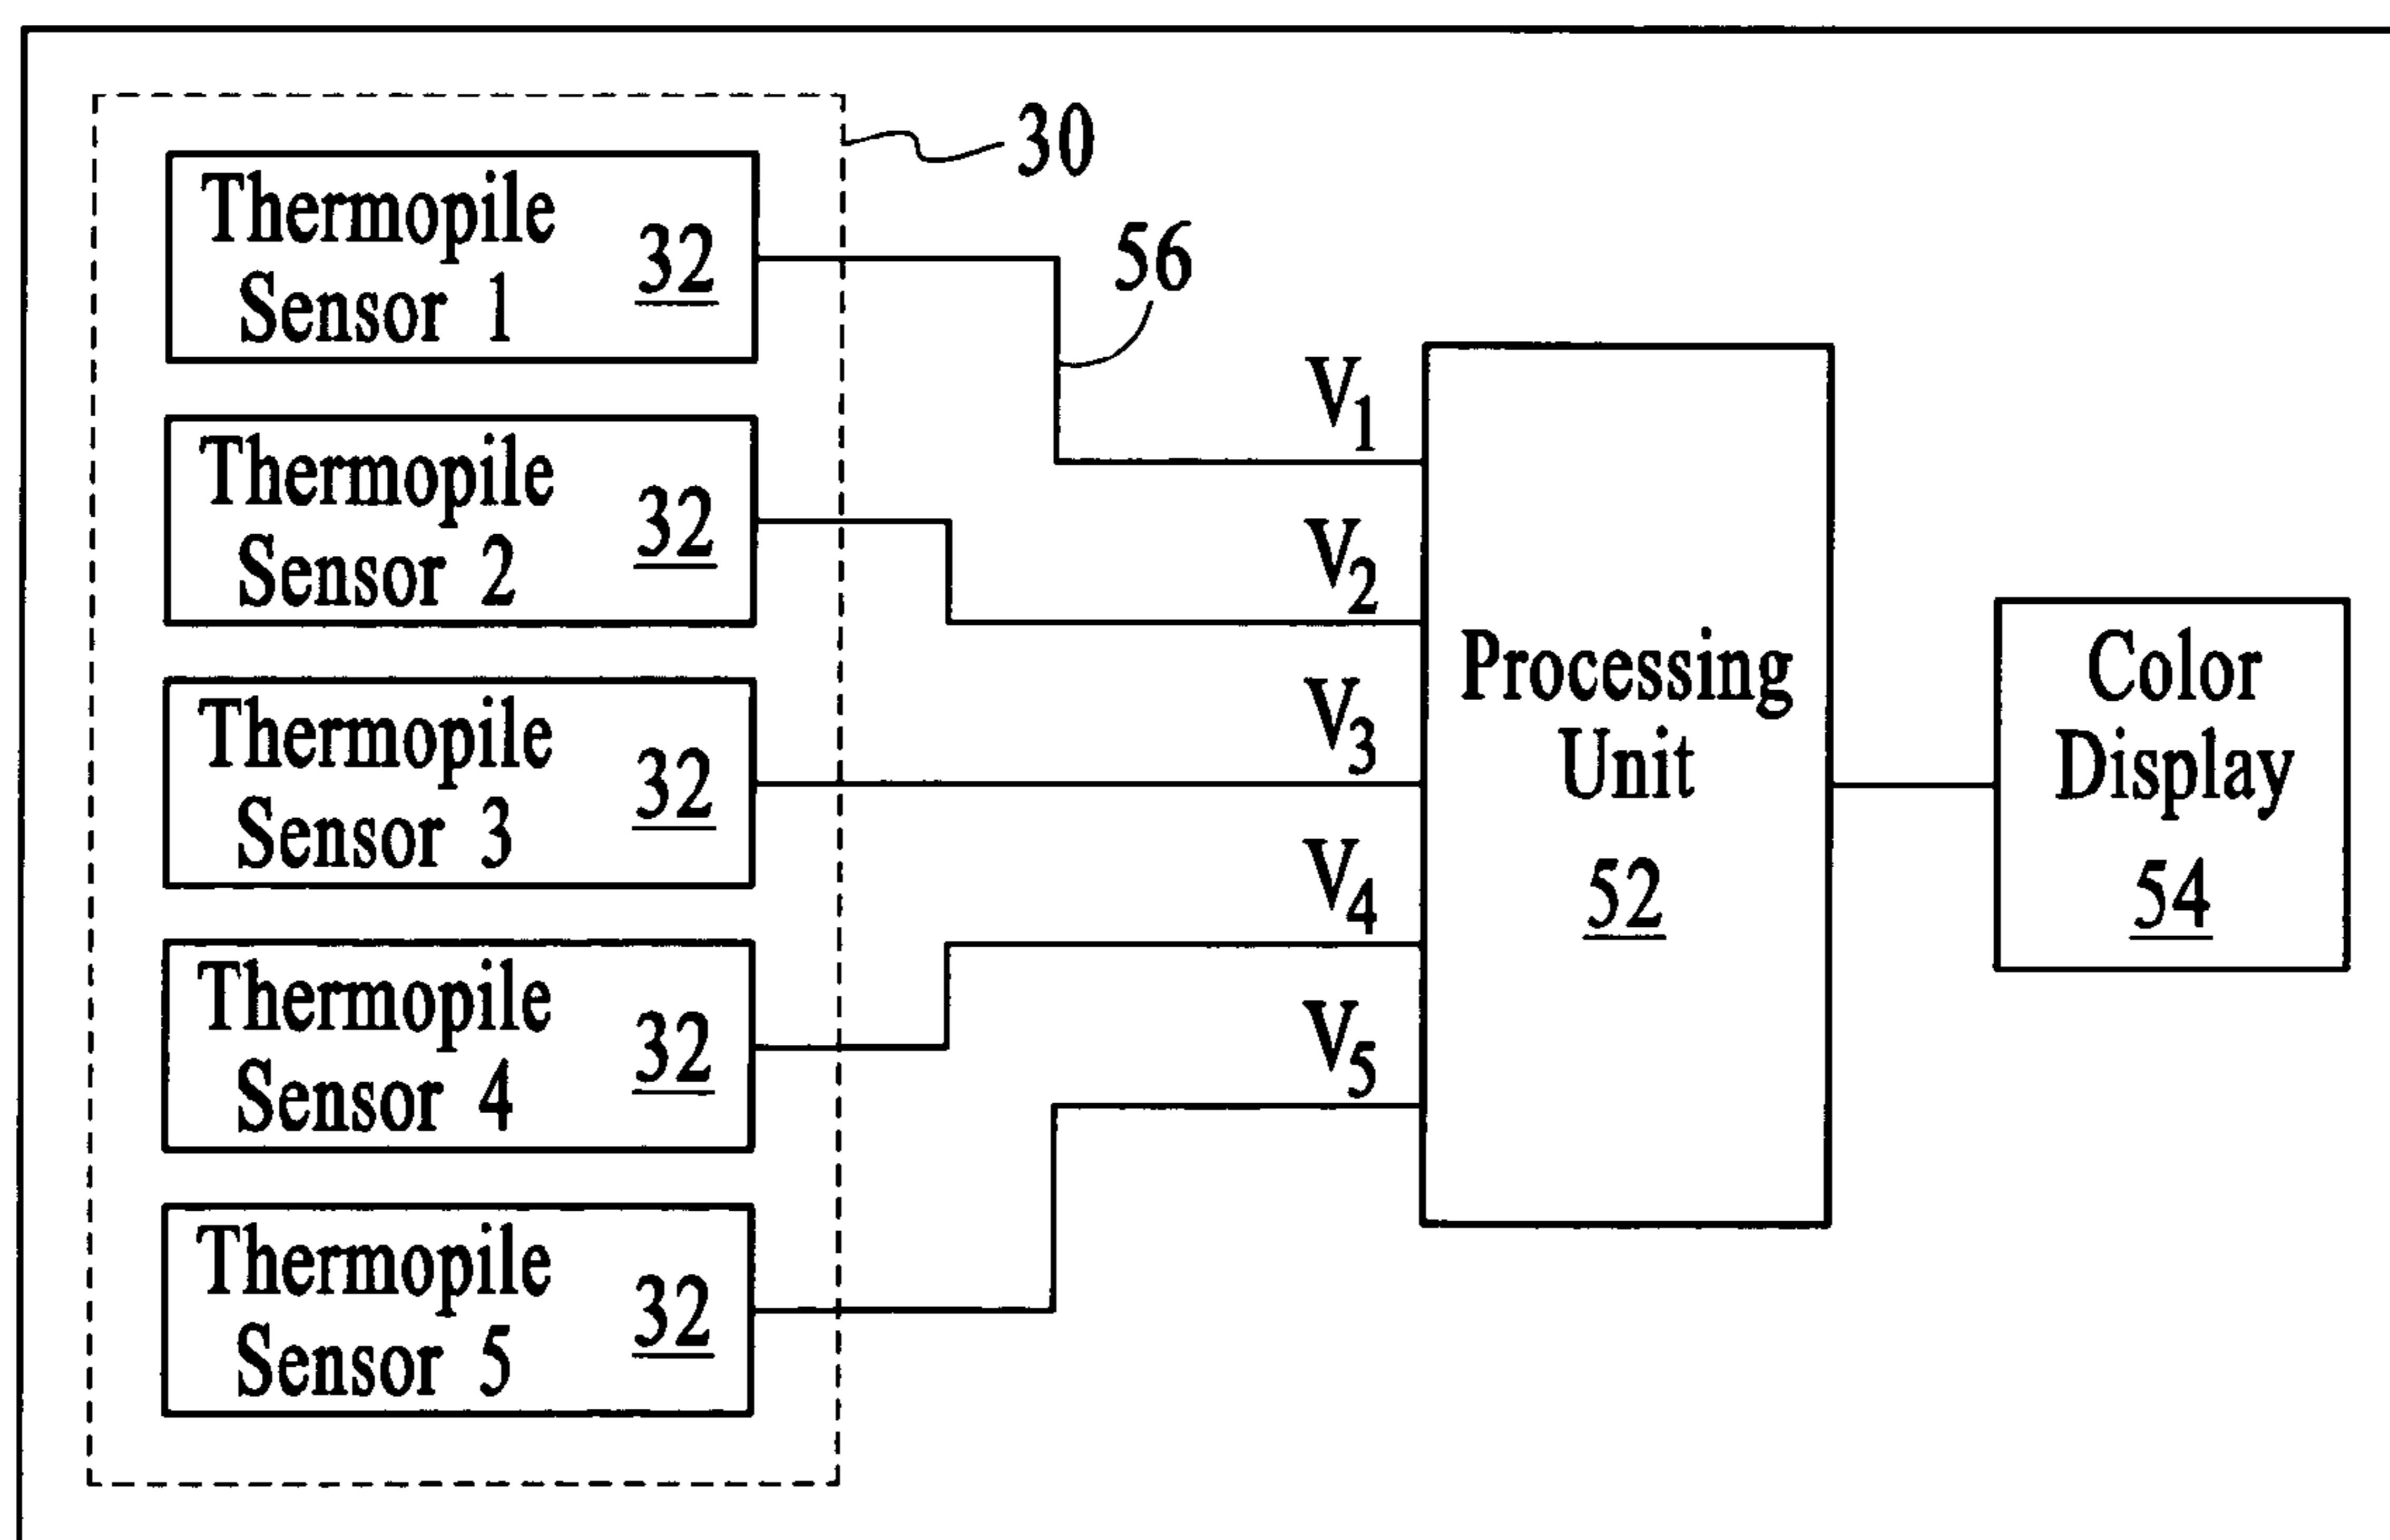 30
Thermopile
Sensor 1
32
56
V1
Thermopile
Sensor 2
32
V2
Thermopile
Sensor 3
32
V3
Thermopile
Sensor 4
32
V4
Thermopile
Sensor 5
32
V5
Processing
Unit
52
Color
Display
54